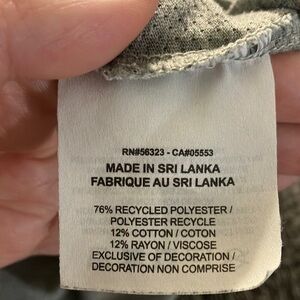 RN#56323 - CA#05553
MADE IN SRI LANKA
FABRIQUE AU SRI LANKA
76% RECYCLED POLYESTER /
POLYESTER RECYCLE
12% COTTON / COTON
12% RAYON / VISCOSE
EXCLUSIVE OF DECORATION /
DECORATION NON COMPRISE